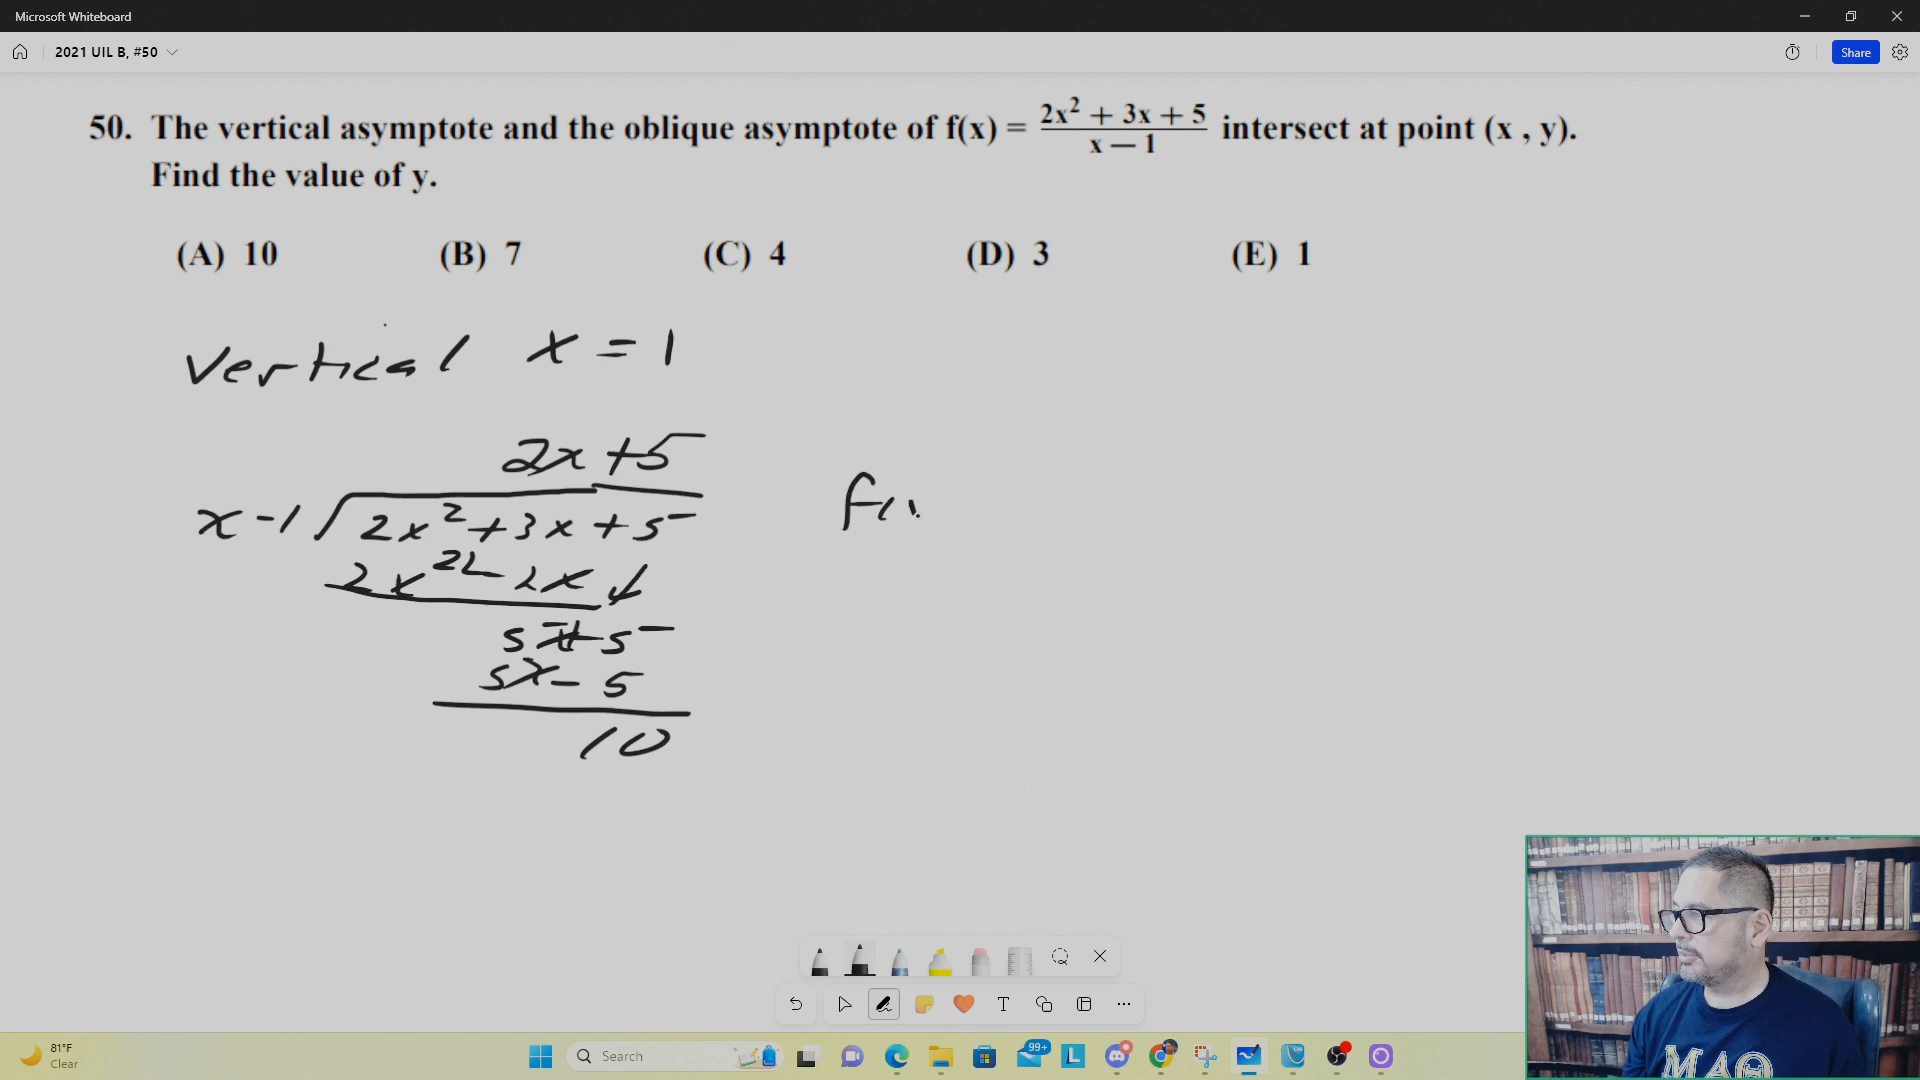 Microsoft Whiteboard
2021 UIL B, #50
Share
50. The vertical asymptote and the oblique asymptote of f(x) = (2x² + 3x + 5)/(x — 1) intersect at point (x , y).
Find the value of y.
(A) 10 (B) 7 (C) 4 (D) 3 (E) 1
vertical x = 1
2x + 5
x - 1 2x² + 3x + 5
2x² - 2x ↓
5x + 5
5x - 5
10
MAΘ
81°F
Clear
Search
99+
L